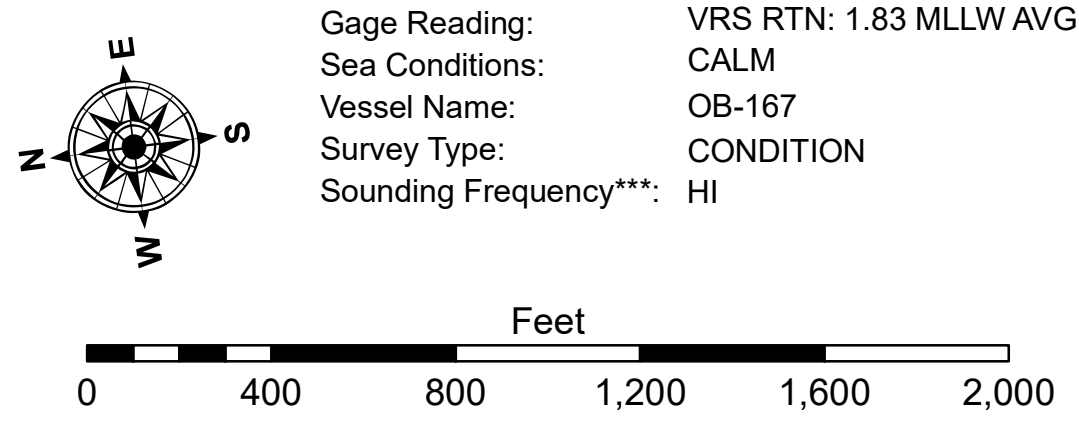 E
N
S
W
Gage Reading: VRS RTN: 1.83 MLLW AVG
Sea Conditions: CALM
Vessel Name: OB-167
Survey Type: CONDITION
Sounding Frequency***: HI
Feet
0 400 800 1,200 1,600 2,000